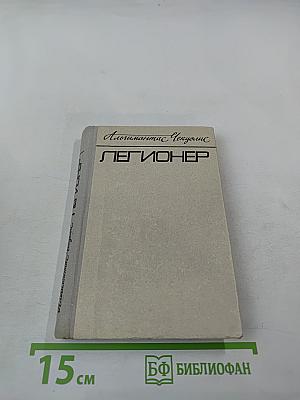 Альгимантас Чекуолис
ЛЕГИОНЕР
15 см
БФ БИБЛИОФАН